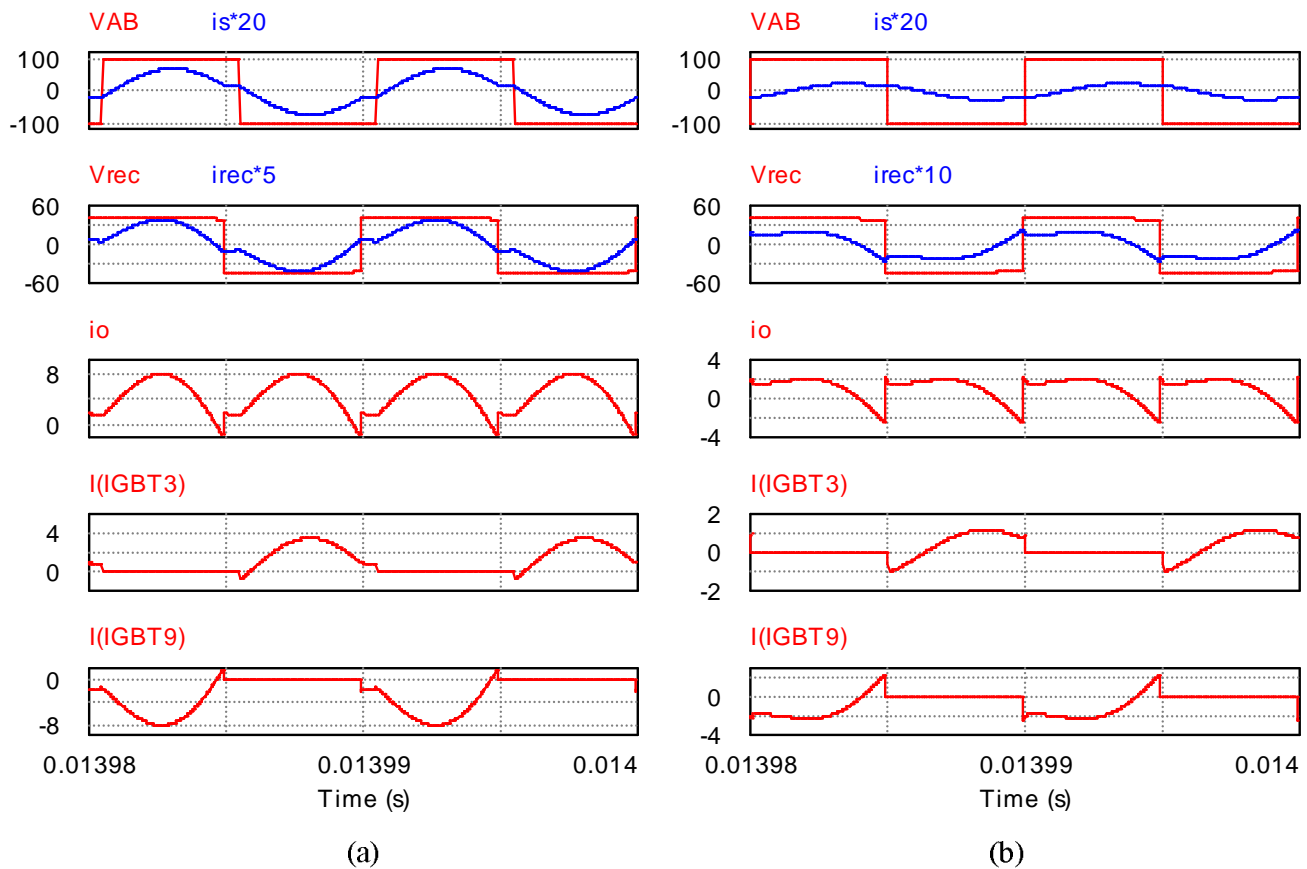 VAB is*20
100
0
-100
Vrec irec*5
60
0
-60
io
8
0
I(IGBT3)
4
0
I(IGBT9)
0
-8
0.01398 0.01399 0.014
Time (s)
(a)
VAB is*20
100
0
-100
Vrec irec*10
60
0
-60
io
4
0
-4
I(IGBT3)
2
0
-2
I(IGBT9)
0
-4
0.01398 0.01399 0.014
Time (s)
(b)